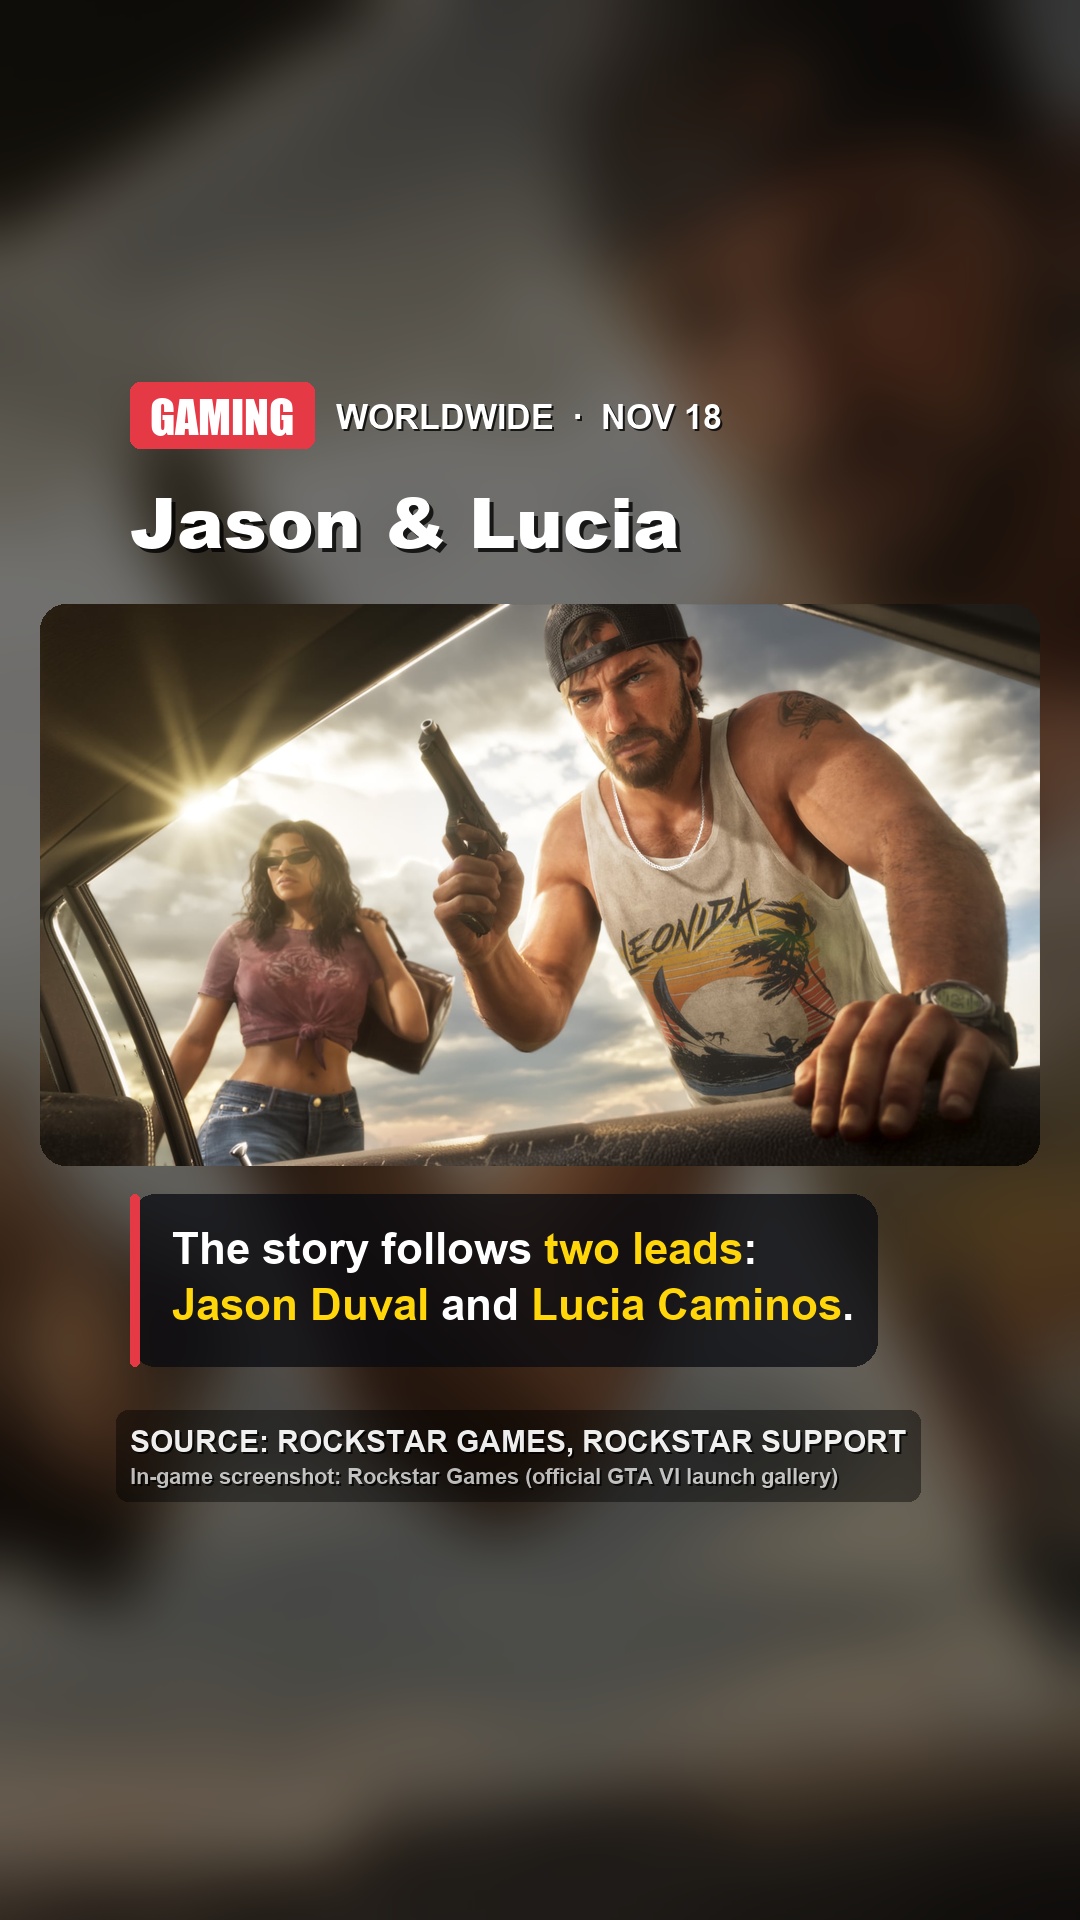 GAMING WORLDWIDE · NOV 18
Jason & Lucia
LEONIDA
The story follows two leads:
Jason Duval and Lucia Caminos.
SOURCE: ROCKSTAR GAMES, ROCKSTAR SUPPORT
In-game screenshot: Rockstar Games (official GTA VI launch gallery)